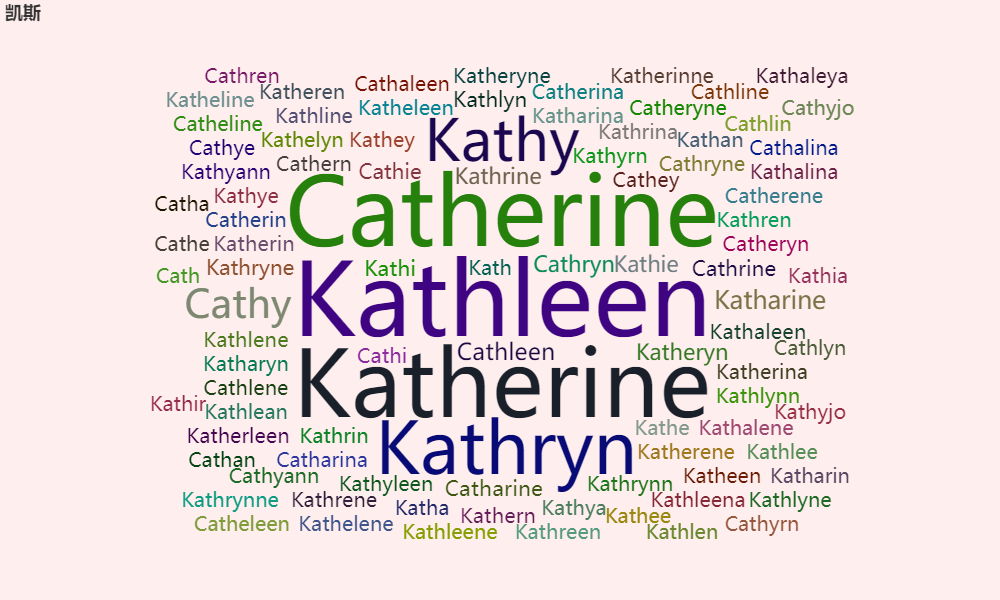 凯斯
Cathren Katheren Cathaleen Katheryne Catherina Katherinne Cathline Kathaleya
Katheline Kathline Katheleen Kathlyn Katharina Catheryne Cathlin Cathyjo
Catheline Kathelyn Kathey Kathy Kathrina Kathan Cathalina
Cathye Cathern Cathie Kathrine Kathyrn Cathryne Kathalina
Kathyann Kathye Cathey Catherene
Catha Catherin Catherine Kathren
Cathe Katherin Catheryn
Cath Kathryne Kathi Kath Cathryn Kathie Cathrine Kathia
Cathy Kathleen Katharine
Kathlene Kathaleen
Katharyn Cathi Cathleen Katheryn Cathlyn
Cathlene Katherine Katherina
Kathir Kathlean Kathlynn Kathyjo
Katherleen Kathrin Kathryn Kathe Kathalene
Cathan Catharina Katherene Kathlee
Cathyann Kathyleen Catharine Kathrynn Katheen Katharin
Kathrynne Kathrene Katha Kathern Kathya Kathee Kathleena Kathlyne
Catheleen Kathelene Kathleene Kathreen Kathlen Cathyrn